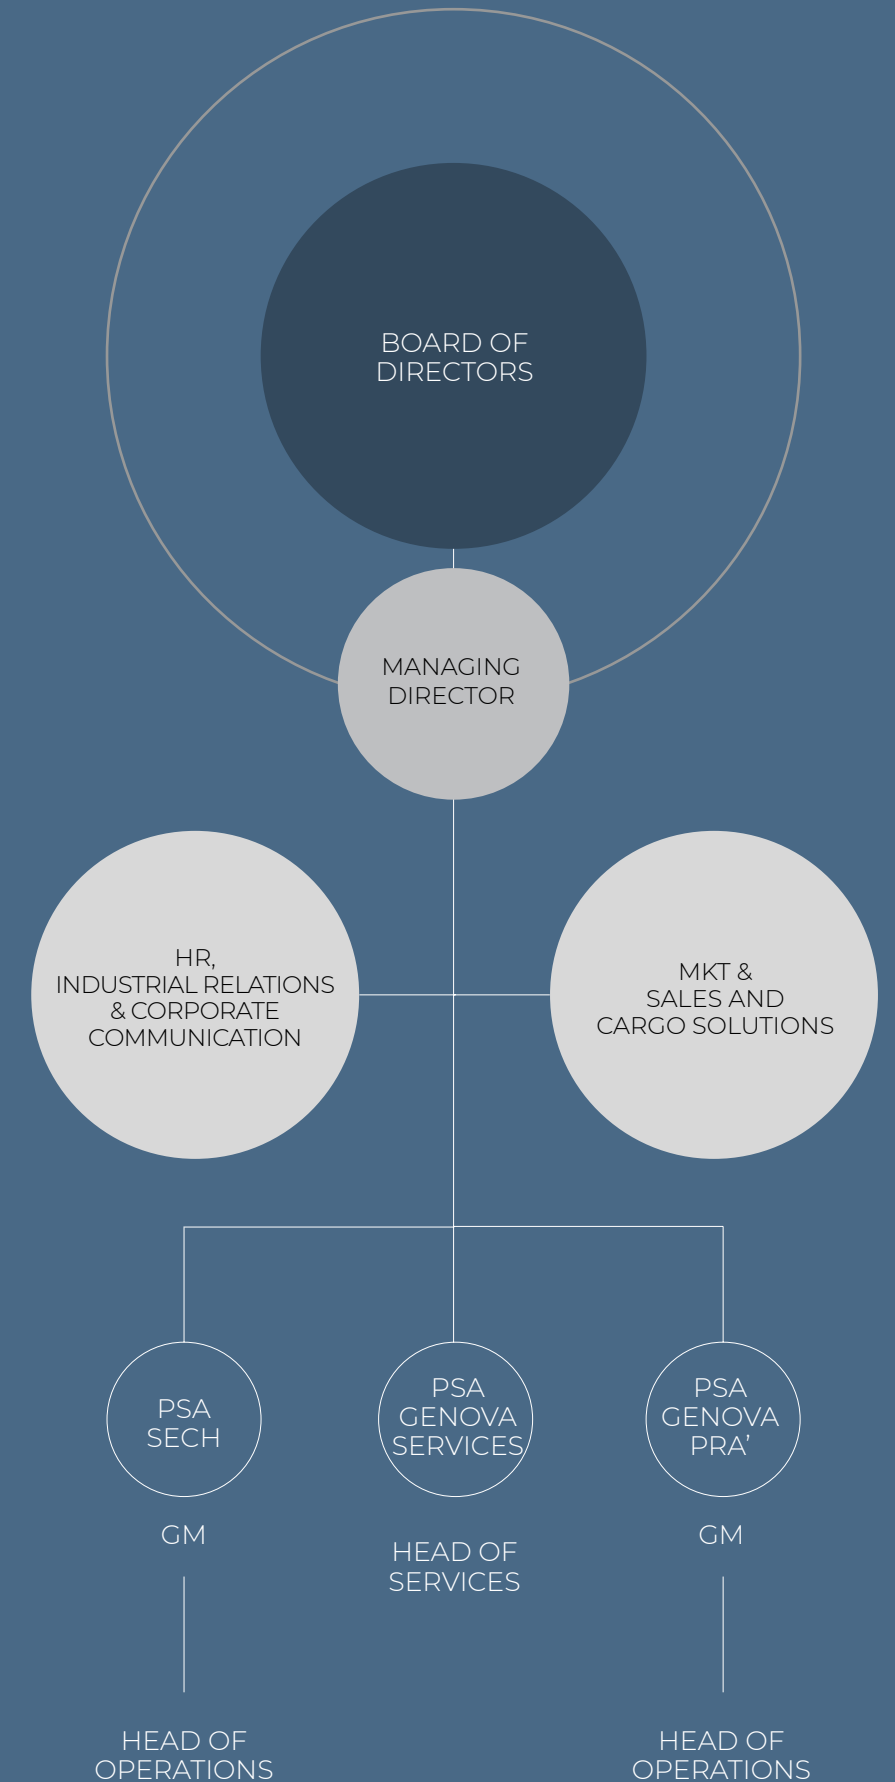 BOARD OF
DIRECTORS
MANAGING
DIRECTOR
HR,
INDUSTRIAL RELATIONS
& CORPORATE
COMMUNICATION
MKT &
SALES AND
CARGO SOLUTIONS
PSA
SECH
PSA
GENOVA
SERVICES
PSA
GENOVA
PRA’
GM
HEAD OF
SERVICES
GM
HEAD OF
OPERATIONS
HEAD OF
OPERATIONS